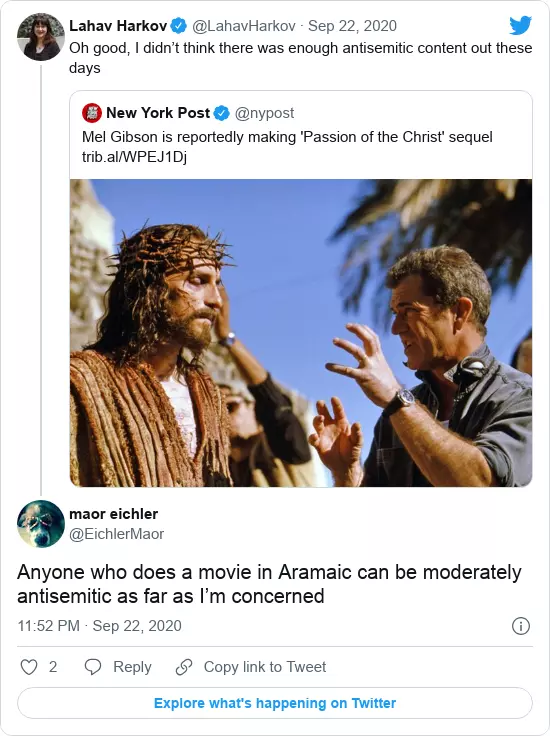 Lahav Harkov @LahavHarkov · Sep 22, 2020
Oh good, I didn’t think there was enough antisemitic content out these
days
New York Post @nypost
Mel Gibson is reportedly making 'Passion of the Christ' sequel
trib.al/WPEJ1Dj
maor eichler
@EichlerMaor
Anyone who does a movie in Aramaic can be moderately
antisemitic as far as I’m concerned
11:52 PM · Sep 22, 2020
2 Reply Copy link to Tweet
Explore what's happening on Twitter